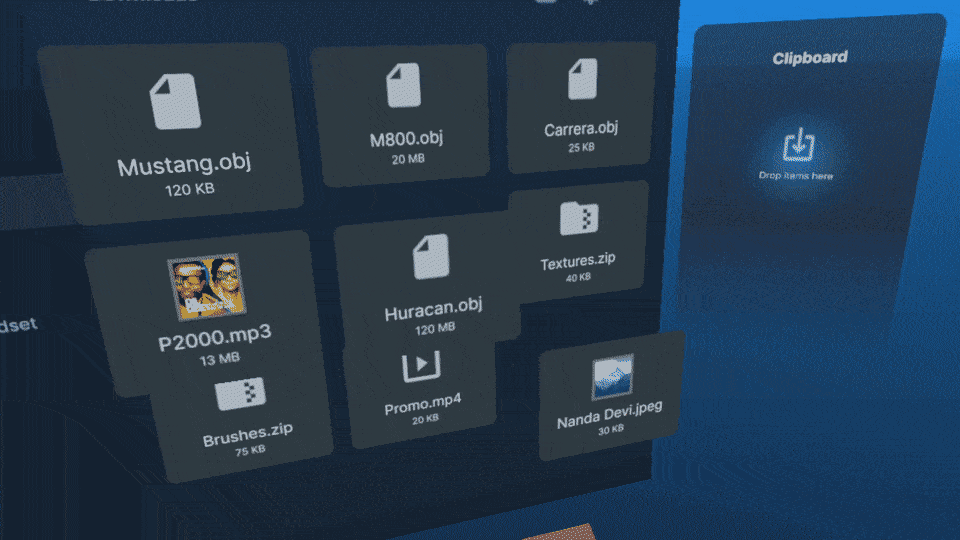 Clipboard
Mustang.obj
120 KB
M800.obj
20 MB
Carrera.obj
25 KB
Drop items here
P2000.mp3
13 MB
Huracan.obj
120 MB
Textures.zip
40 KB
Brushes.zip
75 KB
Promo.mp4
20 KB
Nanda Devi.jpeg
30 KB